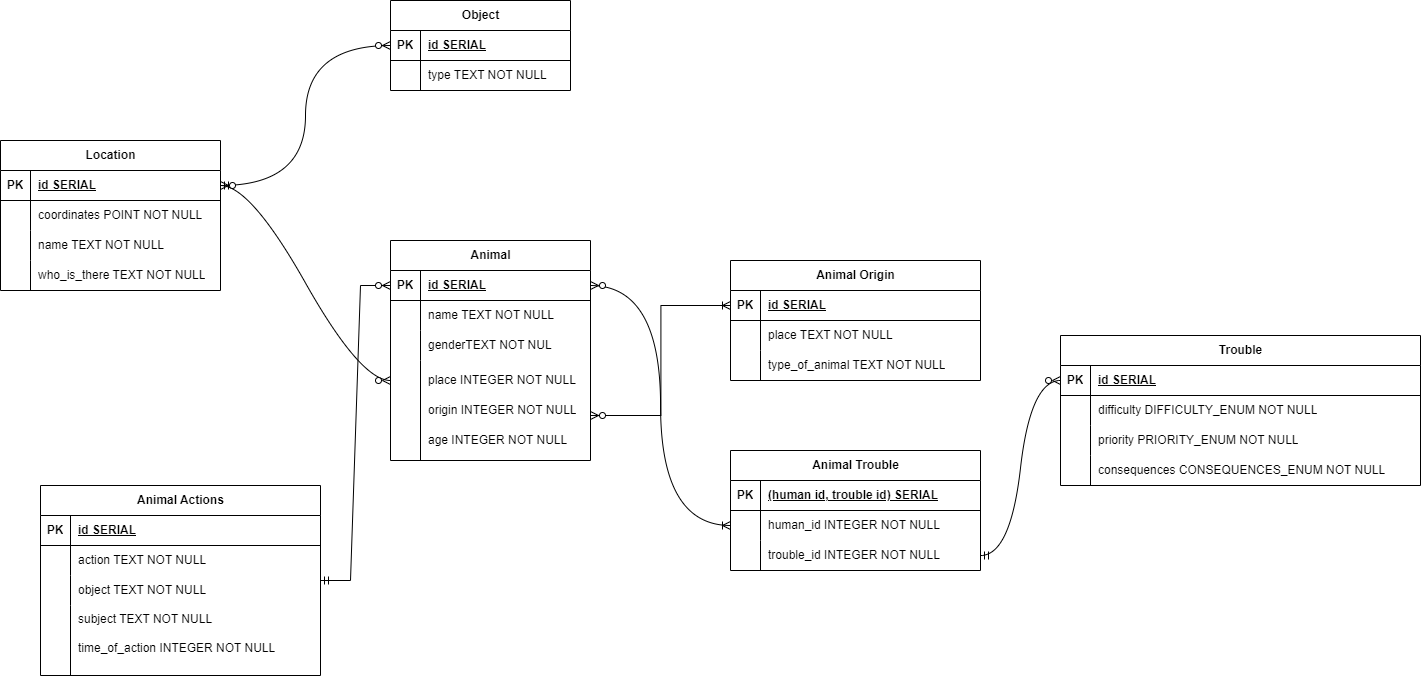 Object
PK id SERIAL
type TEXT NOT NULL
Location
PK id SERIAL
coordinates POINT NOT NULL
name TEXT NOT NULL
who_is_there TEXT NOT NULL
Animal
PK id SERIAL
name TEXT NOT NULL
genderTEXT NOT NUL
place INTEGER NOT NULL
origin INTEGER NOT NULL
age INTEGER NOT NULL
Animal Origin
PK id SERIAL
place TEXT NOT NULL
type_of_animal TEXT NOT NULL
Trouble
PK id SERIAL
difficulty DIFFICULTY_ENUM NOT NULL
priority PRIORITY_ENUM NOT NULL
consequences CONSEQUENCES_ENUM NOT NULL
Animal Trouble
PK (human id, trouble id) SERIAL
human_id INTEGER NOT NULL
trouble_id INTEGER NOT NULL
Animal Actions
PK id SERIAL
action TEXT NOT NULL
object TEXT NOT NULL
subject TEXT NOT NULL
time_of_action INTEGER NOT NULL